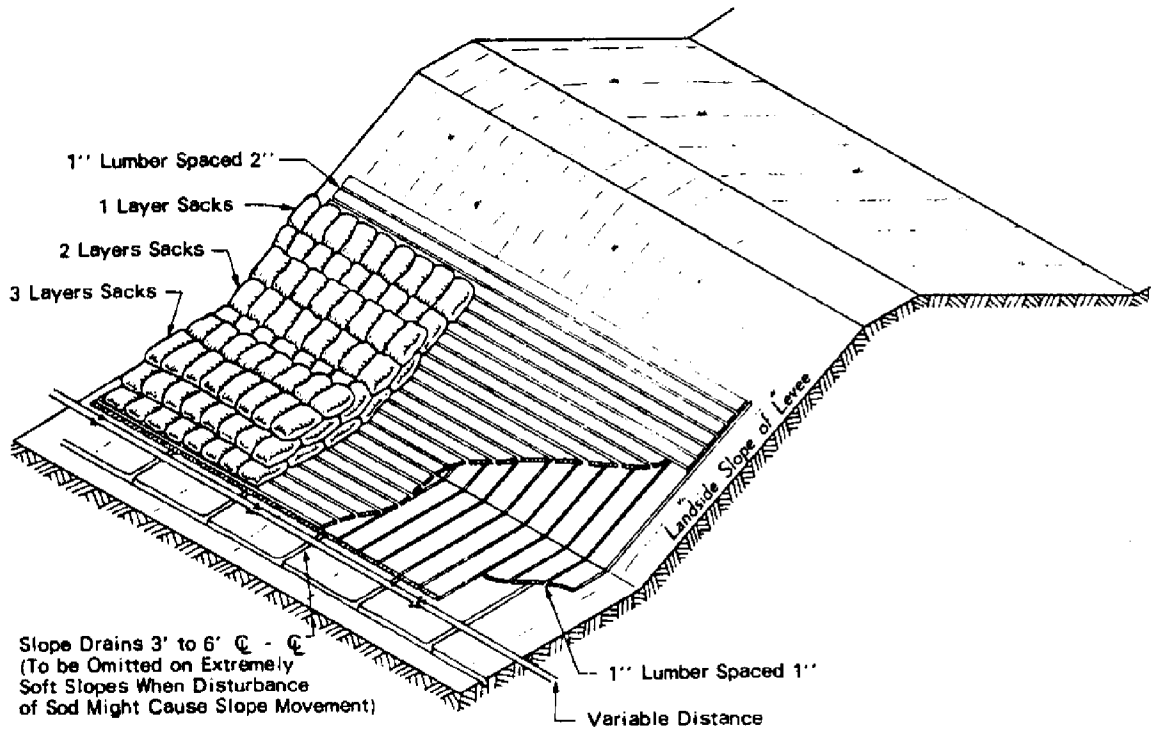 1'' Lumber Spaced 2''
1 Layer Sacks
2 Layers Sacks
3 Layers Sacks
Landside Slope of Levee
Slope Drains 3' to 6' ℄ - ℄
(To be Omitted on Extremely
Soft Slopes When Disturbance
of Sod Might Cause Slope Movement)
1'' Lumber Spaced 1''
Variable Distance